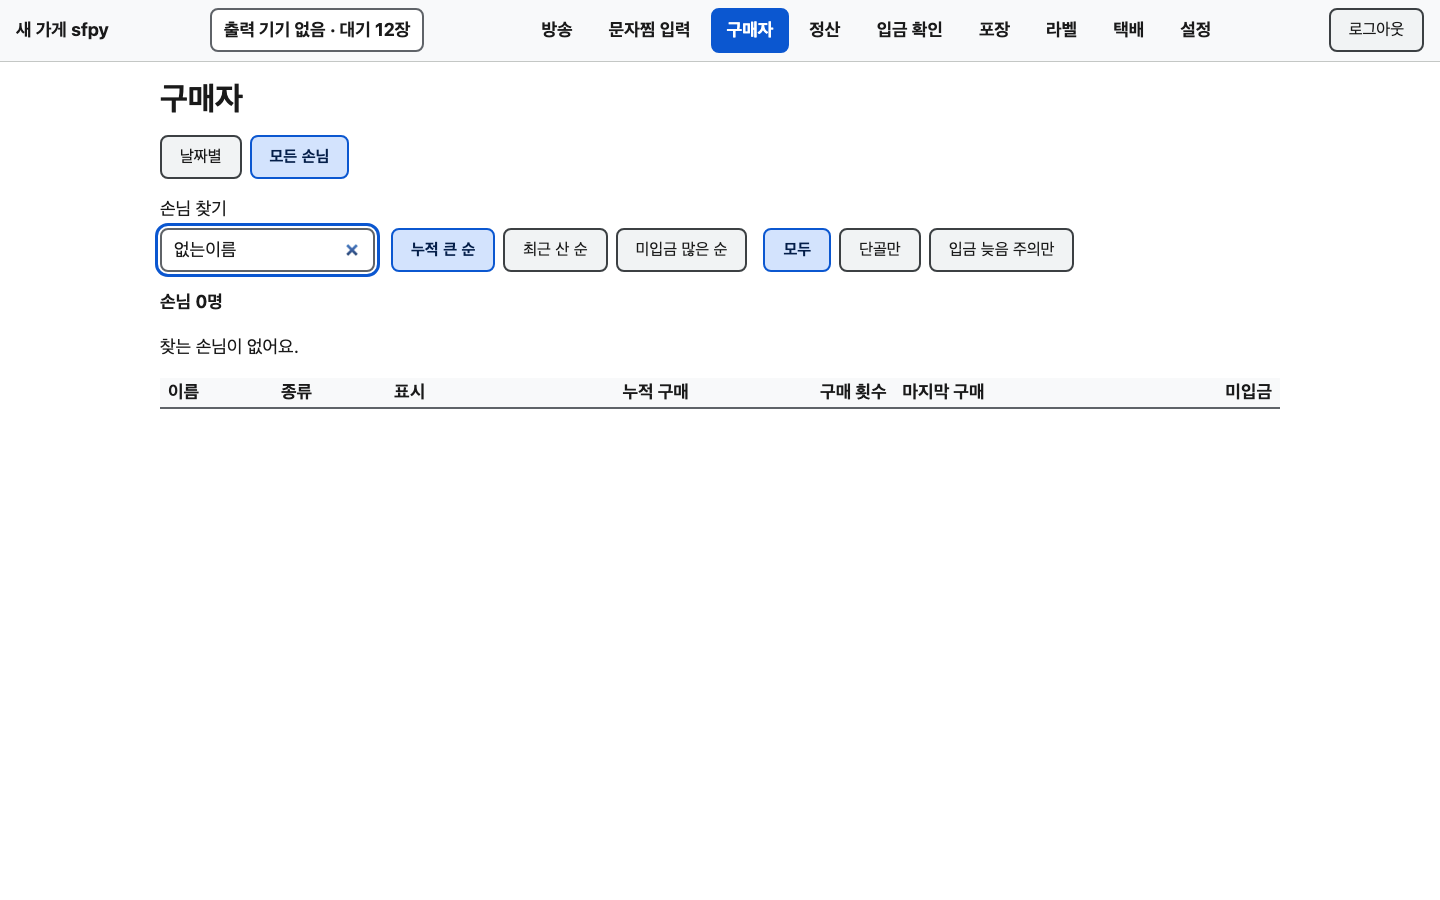 새 가게 sfpy
출력 기기 없음 · 대기 12장
방송 문자찜 입력 구매자 정산 입금 확인 포장 라벨 택배 설정
로그아웃
구매자
날짜별 모든 손님
손님 찾기
없는이름
누적 큰 순 최근 산 순 미입금 많은 순 모두 단골만 입금 늦음 주의만
손님 0명
찾는 손님이 없어요.
이름 종류 표시 누적 구매 구매 횟수 마지막 구매 미입금